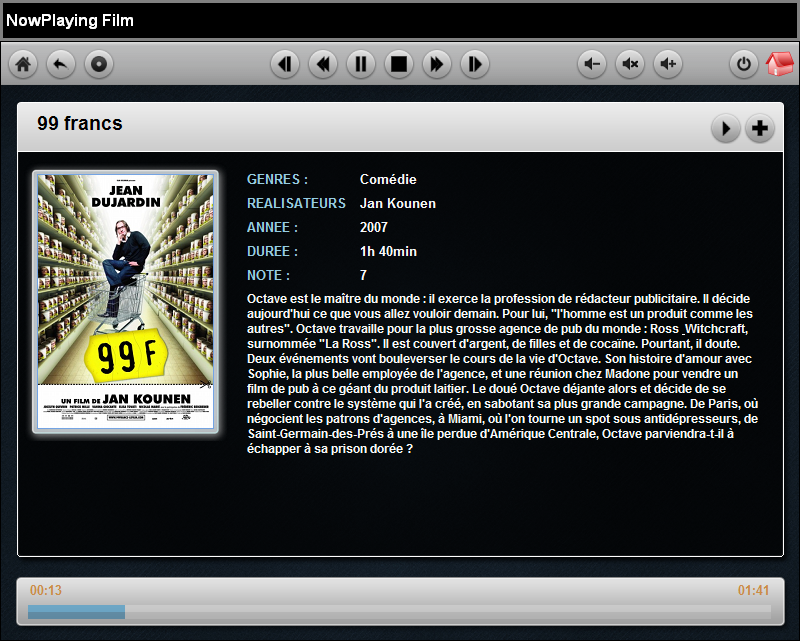 NowPlaying Film
99 francs
JEAN
DUJARDIN
99 F
UN FILM DE JAN KOUNEN
GENRES : Comédie
REALISATEURS Jan Kounen
ANNEE : 2007
DUREE : 1h 40min
NOTE : 7
Octave est le maître du monde : il exerce la profession de rédacteur publicitaire. Il décide
aujourd'hui ce que vous allez vouloir demain. Pour lui, "l'homme est un produit comme les
autres". Octave travaille pour la plus grosse agence de pub du monde : Ross _Witchcraft,
surnommée "La Ross". Il est couvert d'argent, de filles et de cocaïne. Pourtant, il doute.
Deux événements vont bouleverser le cours de la vie d'Octave. Son histoire d'amour avec
Sophie, la plus belle employée de l'agence, et une réunion chez Madone pour vendre un
film de pub à ce géant du produit laitier. Le doué Octave déjante alors et décide de se
rebeller contre le système qui l'a créé, en sabotant sa plus grande campagne. De Paris, où
négocient les patrons d'agences, à Miami, où l'on tourne un spot sous antidépresseurs, de
Saint-Germain-des-Prés à une île perdue d'Amérique Centrale, Octave parviendra-t-il à
échapper à sa prison dorée ?
00:13 01:41